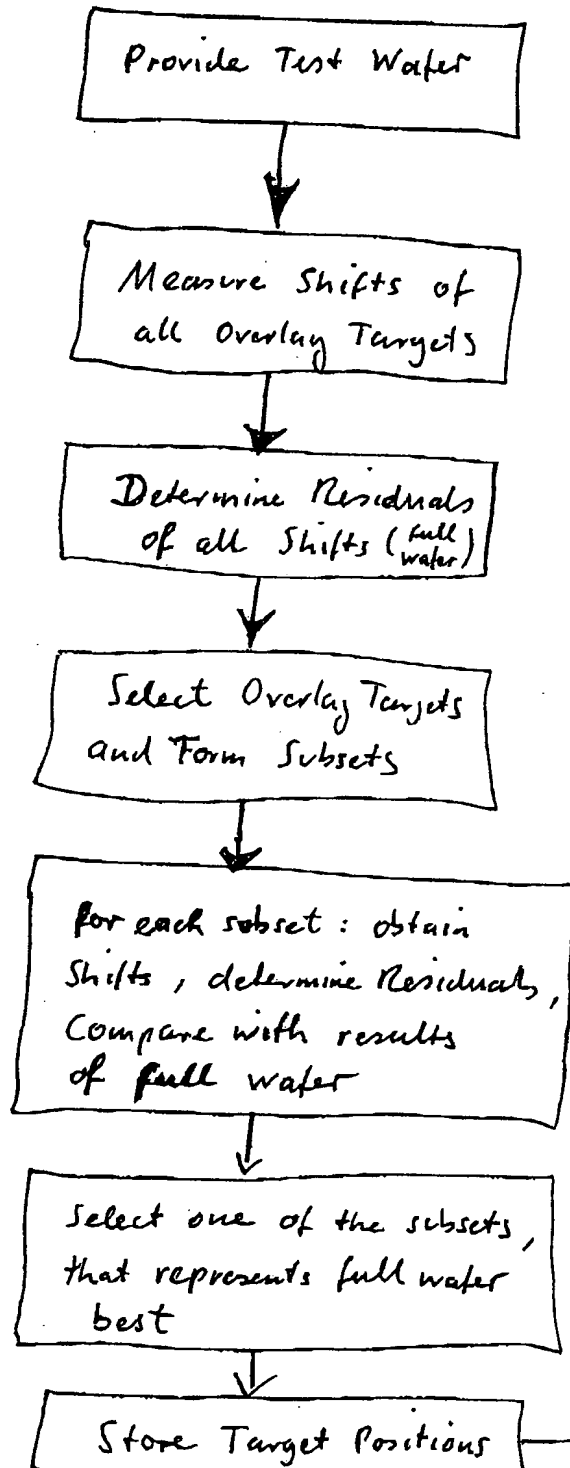 Provide Test Wafer
Measure Shifts of
all Overlay Targets
Determine Residuals
of all Shifts (full
wafer)
Select Overlay Targets
and Form Subsets
for each subset : obtain
Shifts, determine Residuals,
Compare with results
of full wafer
Select one of the subsets,
that represents full wafer
best
Store Target Positions